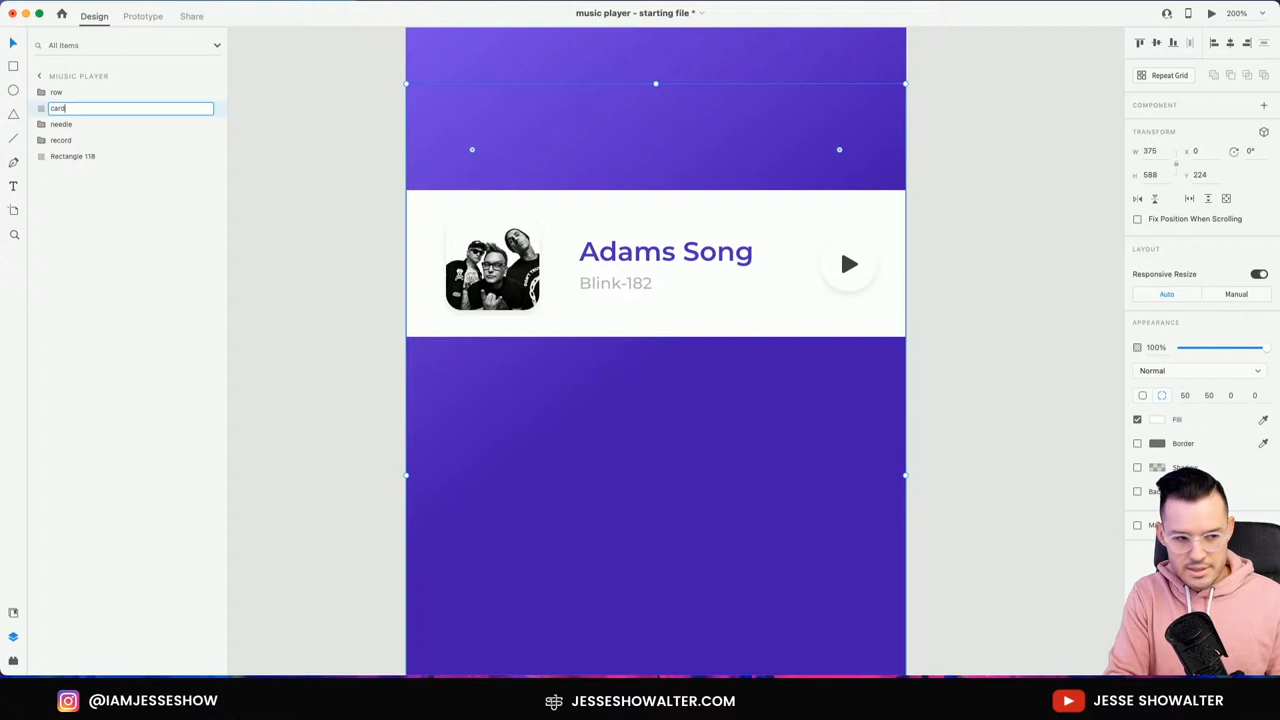 Design
Prototype
Share
music player - starting file *
200%
All Items
MIUSIC PLAYER
row
card
needle
record
Rectangle 118
Adams Song
Blink-182
Repeat Grid
COMPONENT
TRANSFORM
W 375 X 0 0°
H 588 Y 224
Fix Position When Scrolling
LAYOUT
Responsive Resize
Auto Manual
APPEARANCE
100%
Normal
50 50 0 0
Fill
Border
@IAMJESSESHOW
JESSESHOWALTER.COM
JESSE SHOWALTER